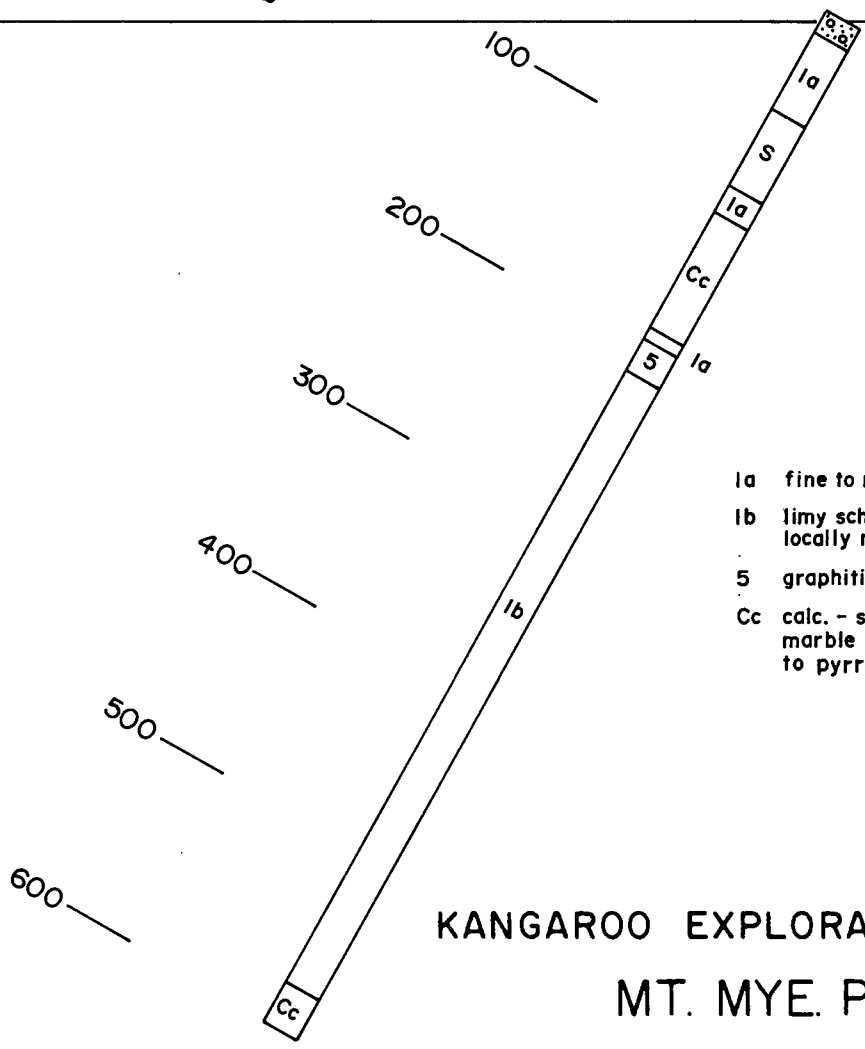 100
Ia
S
200
Ia
Cc
300
5
Ia
Ia fine to
Ib limy sch
locally
5 graphiti
Cc calc. - s
marble
to pyrr
400
Ib
500
600
KANGAROO EXPLORA
MT. MYE. P
Cc